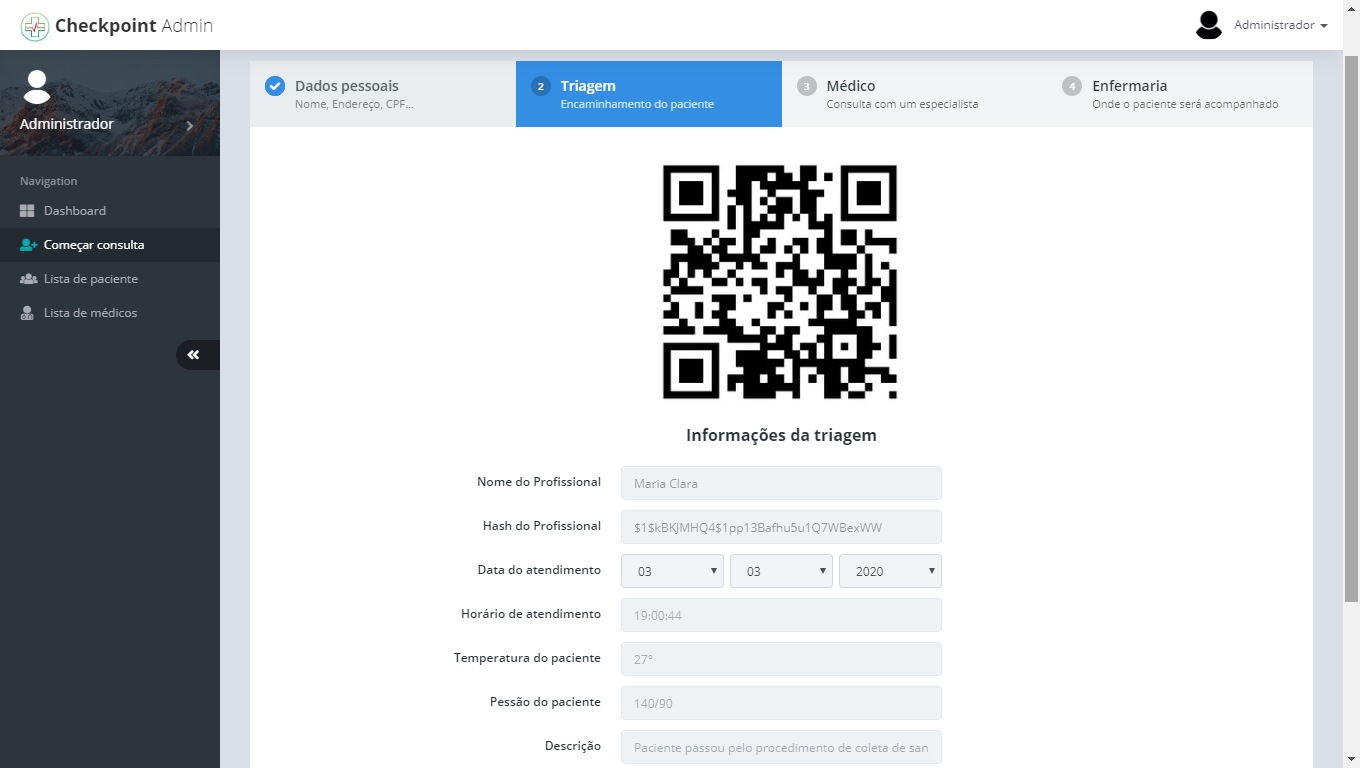 Checkpoint Admin
Administrador
Administrador
Navigation
Dashboard
Começar consulta
Lista de paciente
Lista de médicos
Dados pessoais
Nome, Endereço, CPF...
2
Triagem
Encaminhamento do paciente
3
Médico
Consulta com um especialista
4
Enfermaria
Onde o paciente será acompanhado
Informações da triagem
Nome do Profissional
Maria Clara
Hash do Profissional
$1$kBKJMHQ4$1pp13Bafhu5u1Q7WBexWW
Data do atendimento
03
03
2020
Horário de atendimento
19:00:44
Temperatura do paciente
27°
Pessão do paciente
140/90
Descrição
Paciente passou pelo procedimento de coleta de san